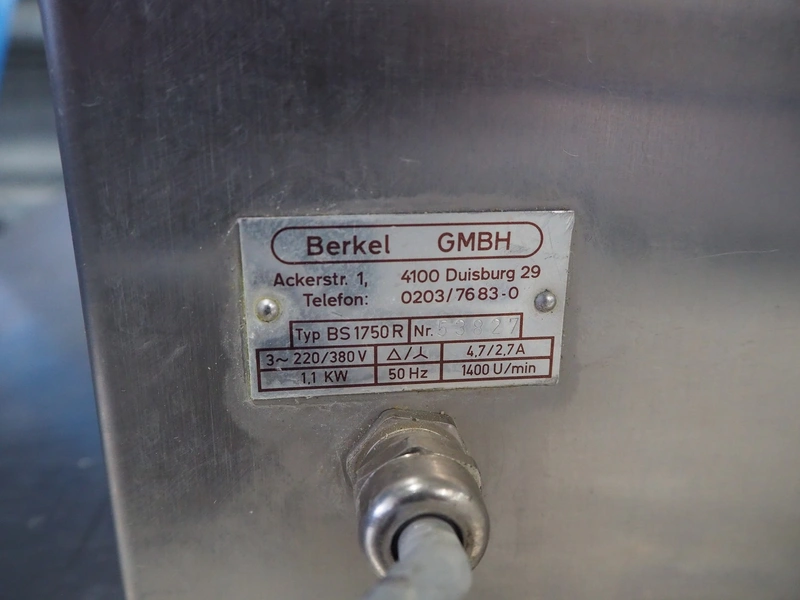 Berkel GMBH
Ackerstr. 1, 4100 Duisburg 29
Telefon: 0203/7683-0
Typ BS 1750 R Nr.
3~ 220/380 V △/⅄ 4,7/2,7 A
1,1 KW 50 Hz 1400 U/min